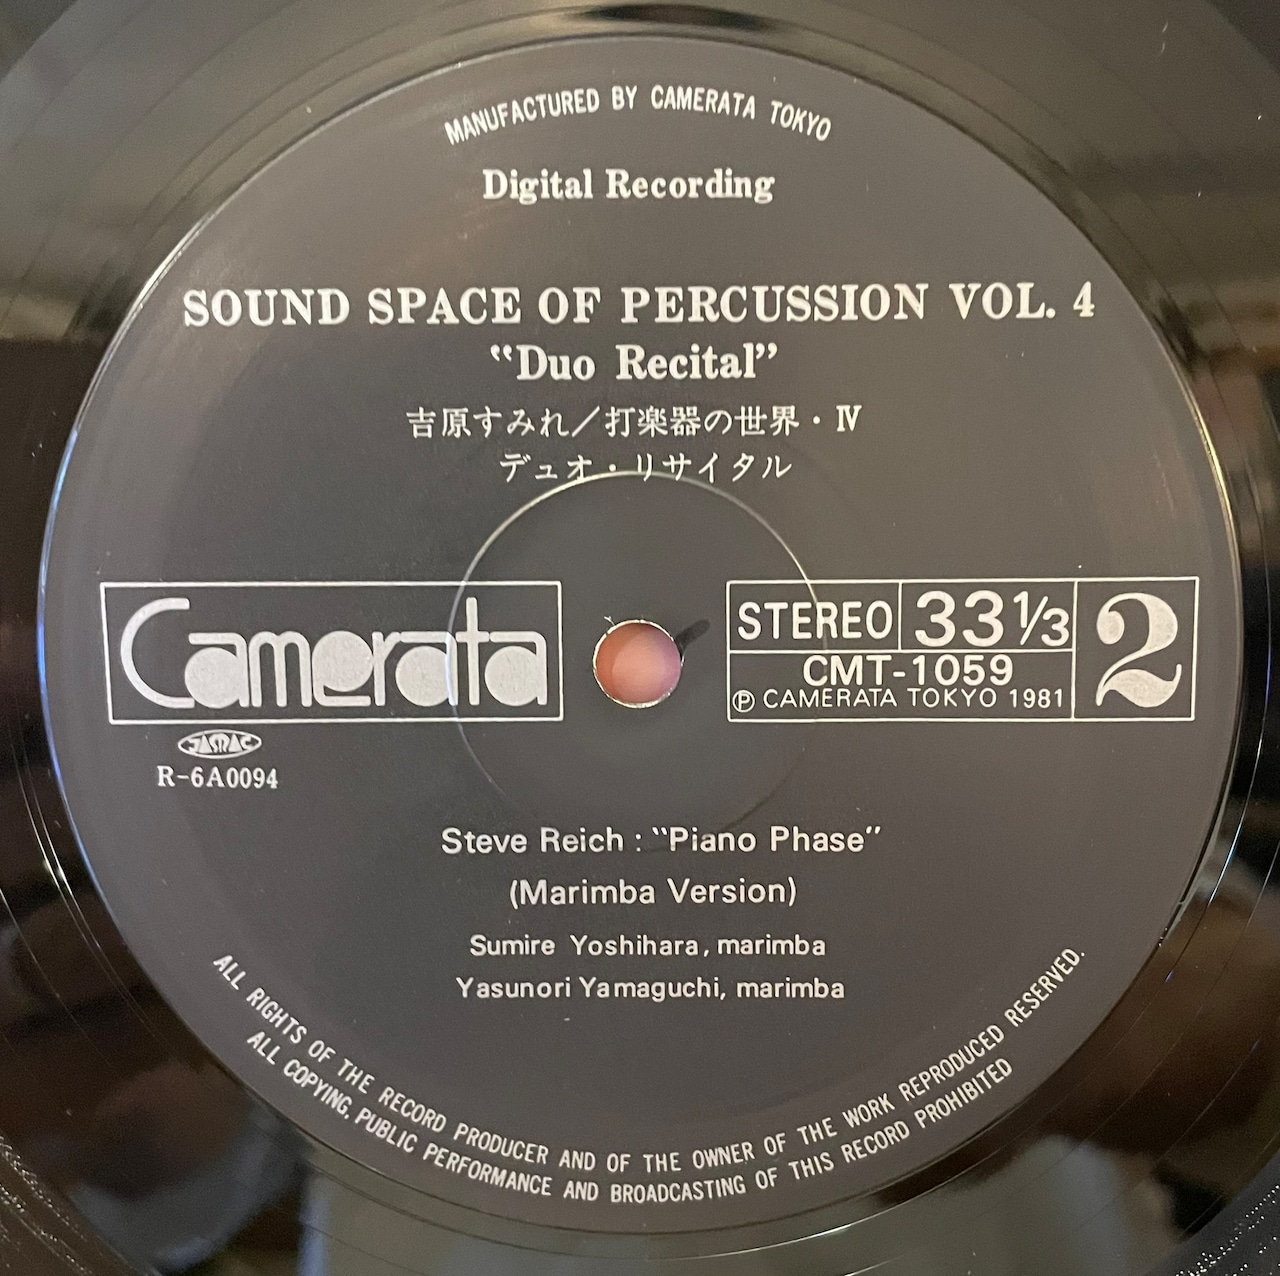 MANUFACTURED BY CAMERATA TOKYO
Digital Recording
SOUND SPACE OF PERCUSSION VOL. 4
“Duo Recital”
吉原すみれ／打楽器の世界・Ⅳ
デュオ・リサイタル
Camerata
STEREO 33 1/3
CMT-1059
Ⓟ CAMERATA TOKYO 1981
2
JASRAC
R-6A0094
Steve Reich : "Piano Phase"
(Marimba Version)
Sumire Yoshihara, marimba
Yasunori Yamaguchi, marimba
ALL RIGHTS OF THE RECORD PRODUCER AND OF THE OWNER OF THE WORK REPRODUCED RESERVED.
ALL COPYING, PUBLIC PERFORMANCE AND BROADCASTING OF THIS RECORD PROHIBITED